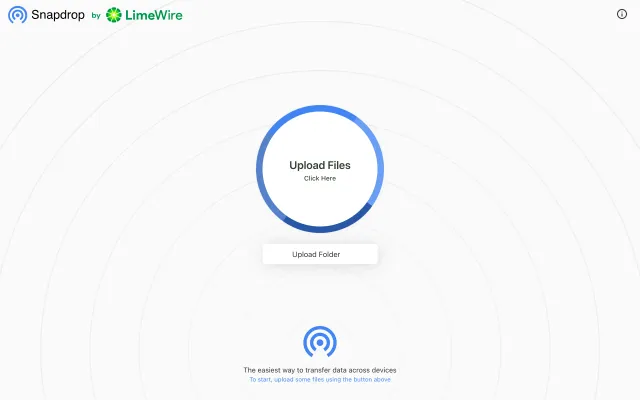 Snapdrop by LimeWire
Upload Files
Click Here
Upload Folder
The easiest way to transfer data across devices
To start, upload some files using the button above